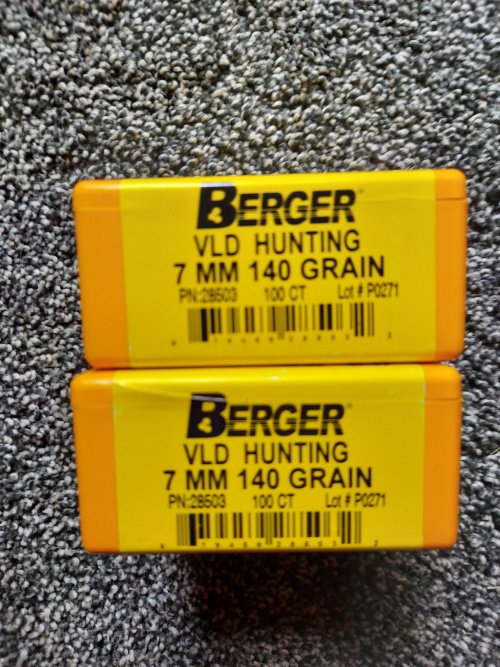 BERGER
VLD HUNTING
7 MM 140 GRAIN
PN:28503 100 CT Lot # P0271
BERGER
VLD HUNTING
7 MM 140 GRAIN
PN:28503 100 CT Lot # P0271